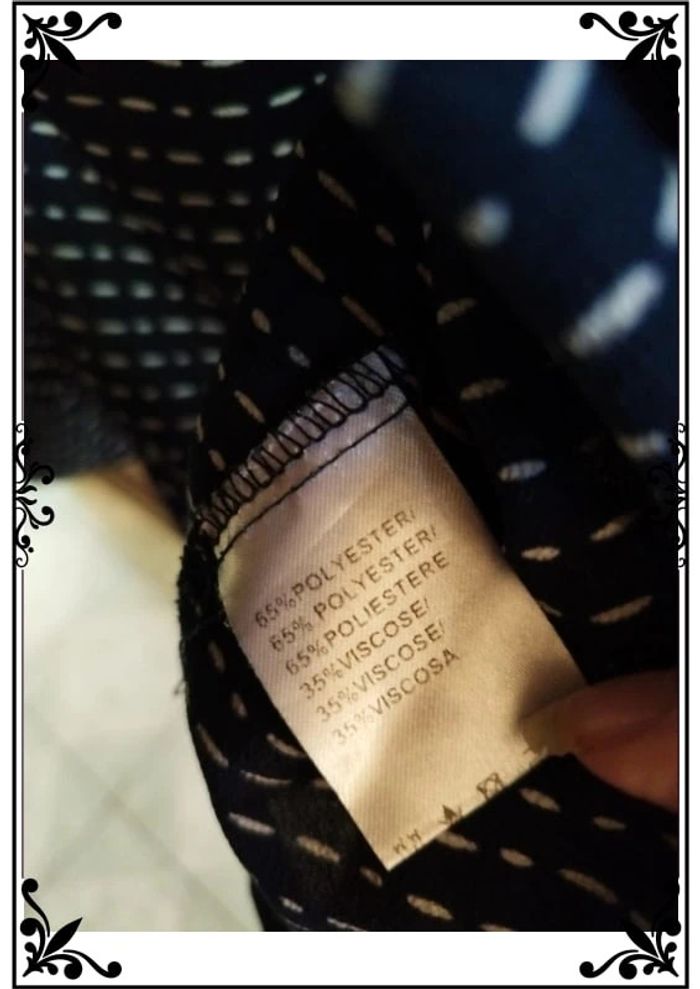 65%POLYESTER/
65% POLYESTER/
65%POLIESTERE
35%VISCOSE/
35%VISCOSE/
35%VISCOSA